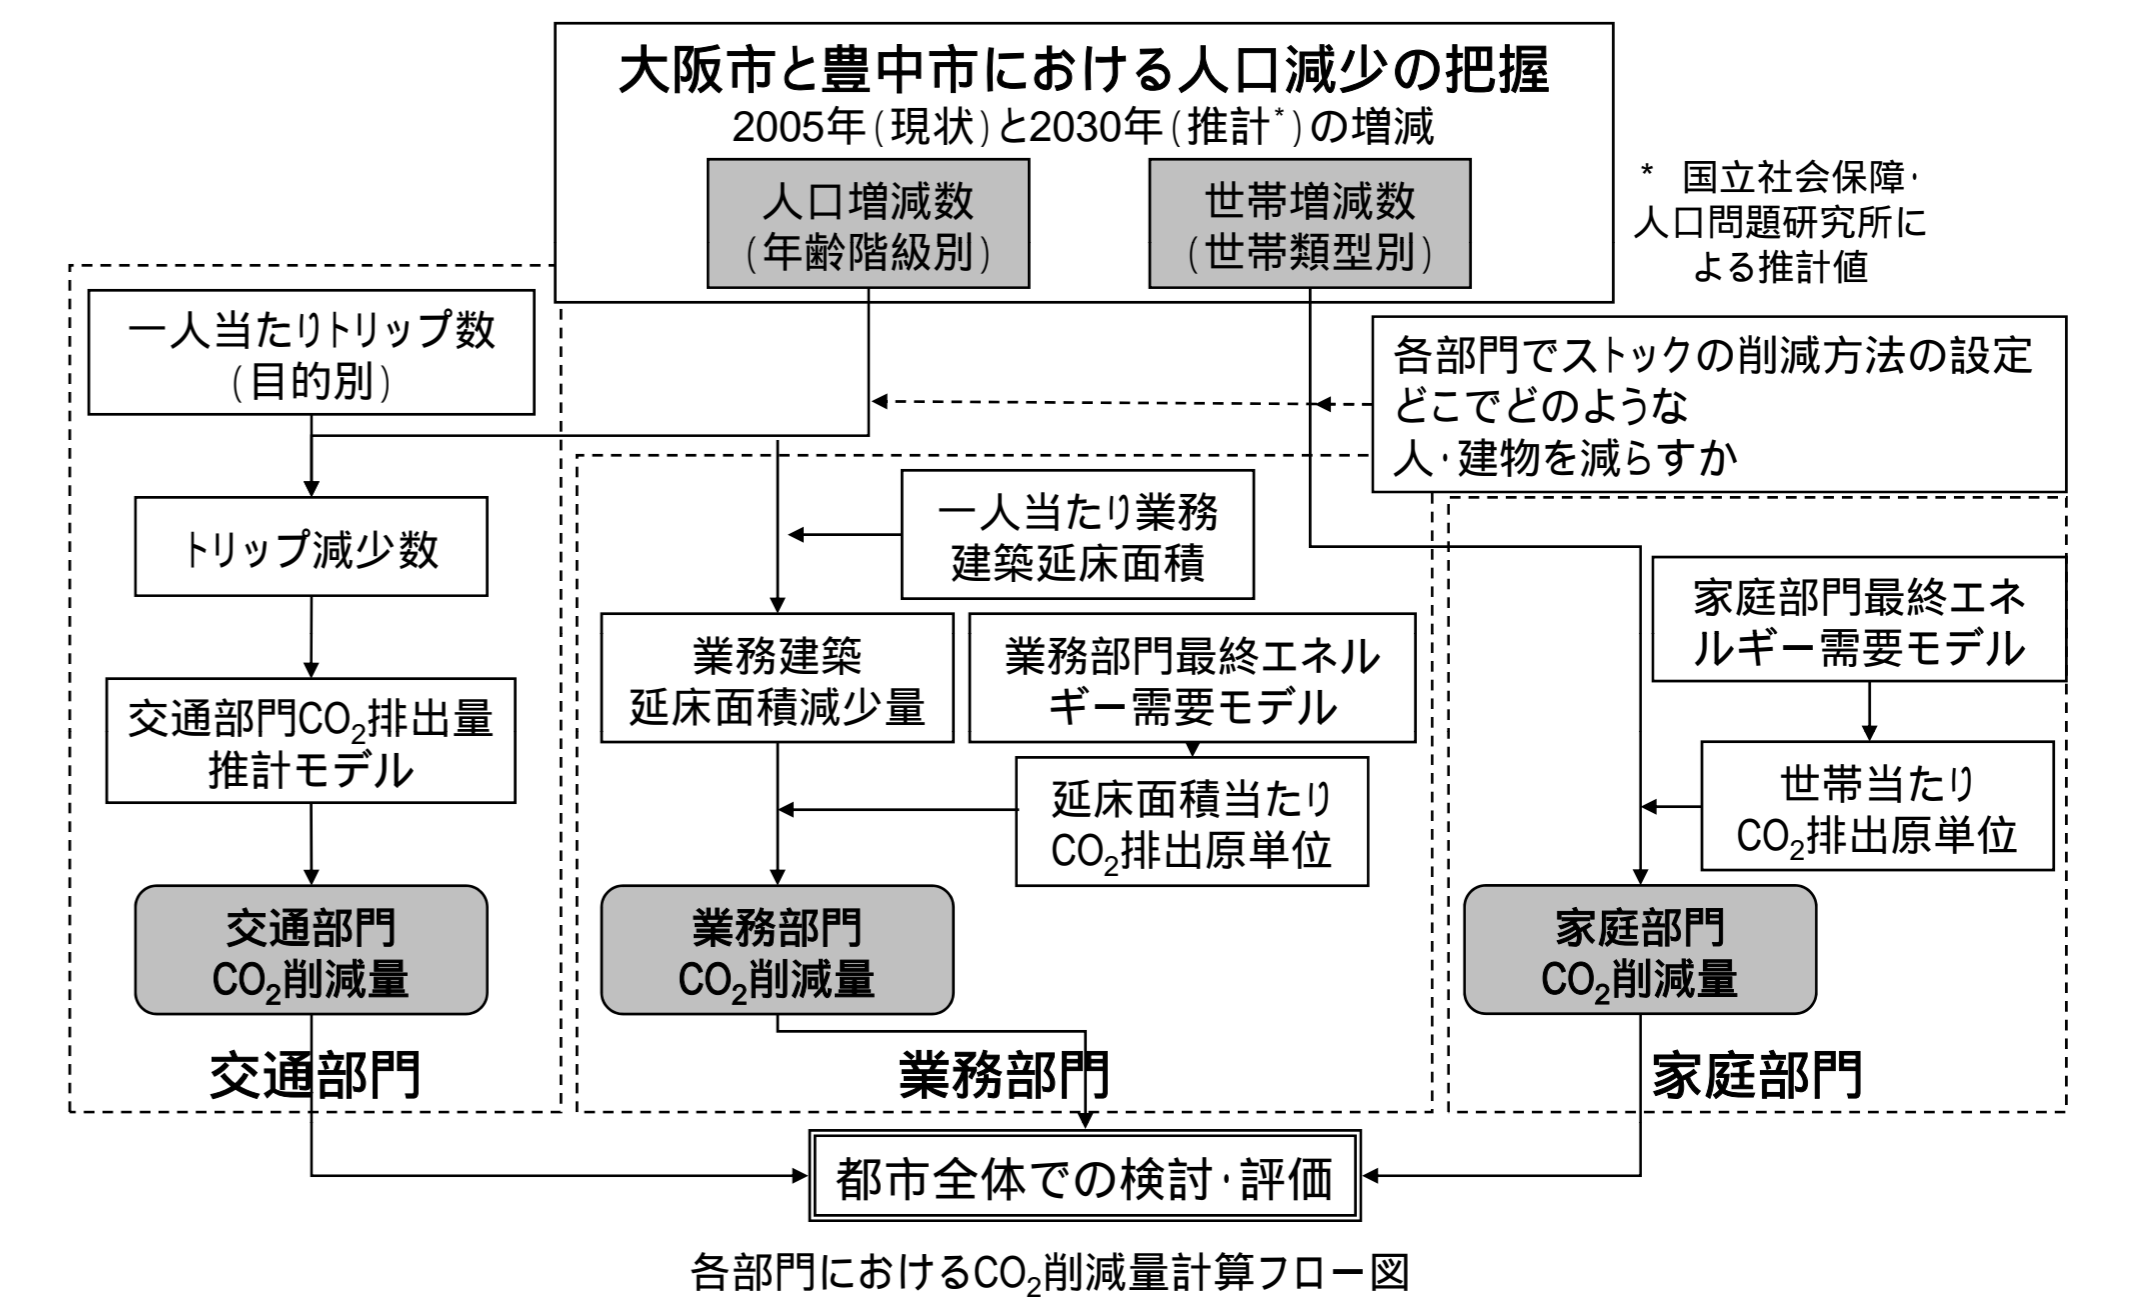 大阪市と豊中市における人口減少の把握
2005年(現状)と2030年(推計*)の増減
人口増減数
(年齢階級別)
世帯増減数
(世帯類型別)
* 国立社会保障・
人口問題研究所に
よる推計値
一人当たりトリップ数
(目的別)
各部門でストックの削減方法の設定
どこでどのような
人・建物を減らすか
トリップ減少数
一人当たり業務
建築延床面積
家庭部門最終エネ
ルギー需要モデル
業務建築
延床面積減少量
業務部門最終エネル
ギー需要モデル
交通部門CO₂排出量
推計モデル
延床面積当たり
CO₂排出原単位
世帯当たり
CO₂排出原単位
交通部門
CO₂削減量
業務部門
CO₂削減量
家庭部門
CO₂削減量
交通部門
業務部門
家庭部門
都市全体での検討・評価
各部門におけるCO₂削減量計算フロー図